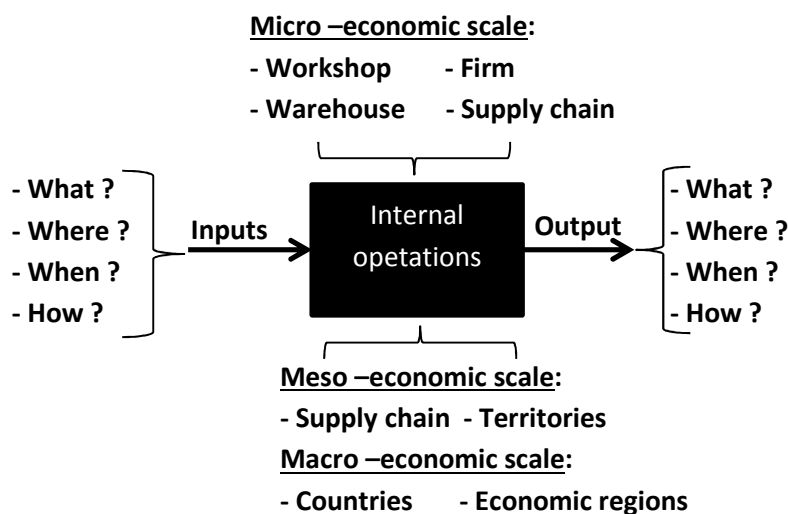 Micro –economic scale:
- Workshop - Firm
- Warehouse - Supply chain
- What ?
- Where ?
- When ?
- How ?
Inputs
Internal
opetations
Output
- What ?
- Where ?
- When ?
- How ?
Meso –economic scale:
- Supply chain - Territories
Macro –economic scale:
- Countries - Economic regions